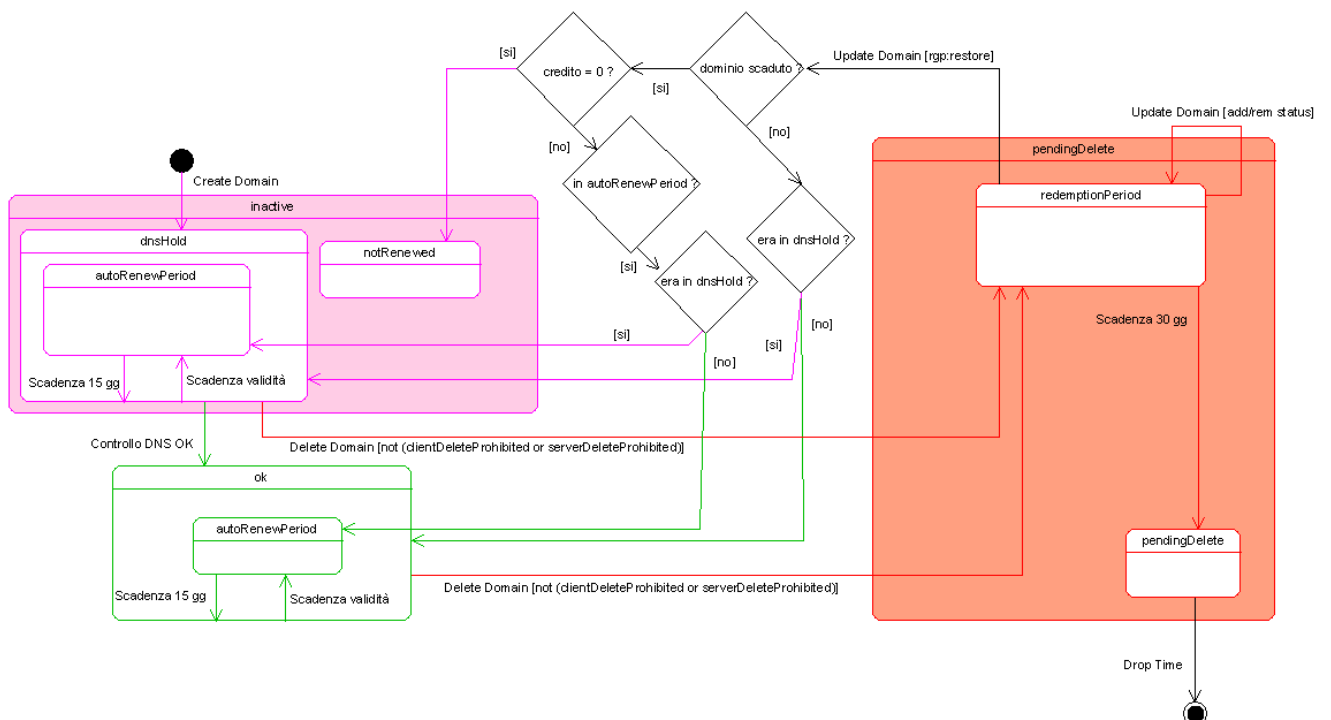 [si]
credito = 0 ?
dominio scaduto ?
Update Domain [rgp:restore]
[si]
Update Domain [add/rem status]
[no]
[no]
pendingDelete
Create Domain
in autoRenewPeriod ?
redemptionPeriod
inactive
dnsHold
notRenewed
era in dnsHold ?
autoRenewPeriod
[si]
era in dnsHold ?
Scadenza 30 gg
[si]
[no]
[si]
[no]
Scadenza 15 gg
Scadenza validità
Controllo DNS OK
Delete Domain [not (clientDeleteProhibited or serverDeleteProhibited)]
ok
autoRenewPeriod
pendingDelete
Delete Domain [not (clientDeleteProhibited or serverDeleteProhibited)]
Scadenza 15 gg
Scadenza validità
Drop Time